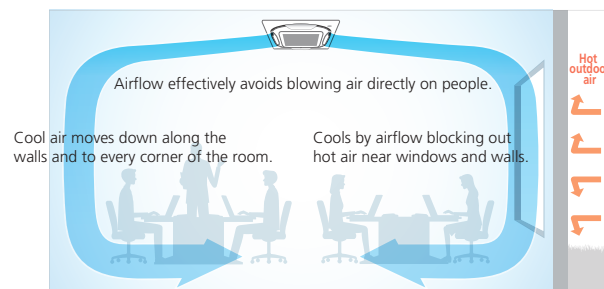 Hot
outdoor
air
Airflow effectively avoids blowing air directly on people.
Cool air moves down along the
walls and to every corner of the room.
Cools by airflow blocking out
hot air near windows and walls.